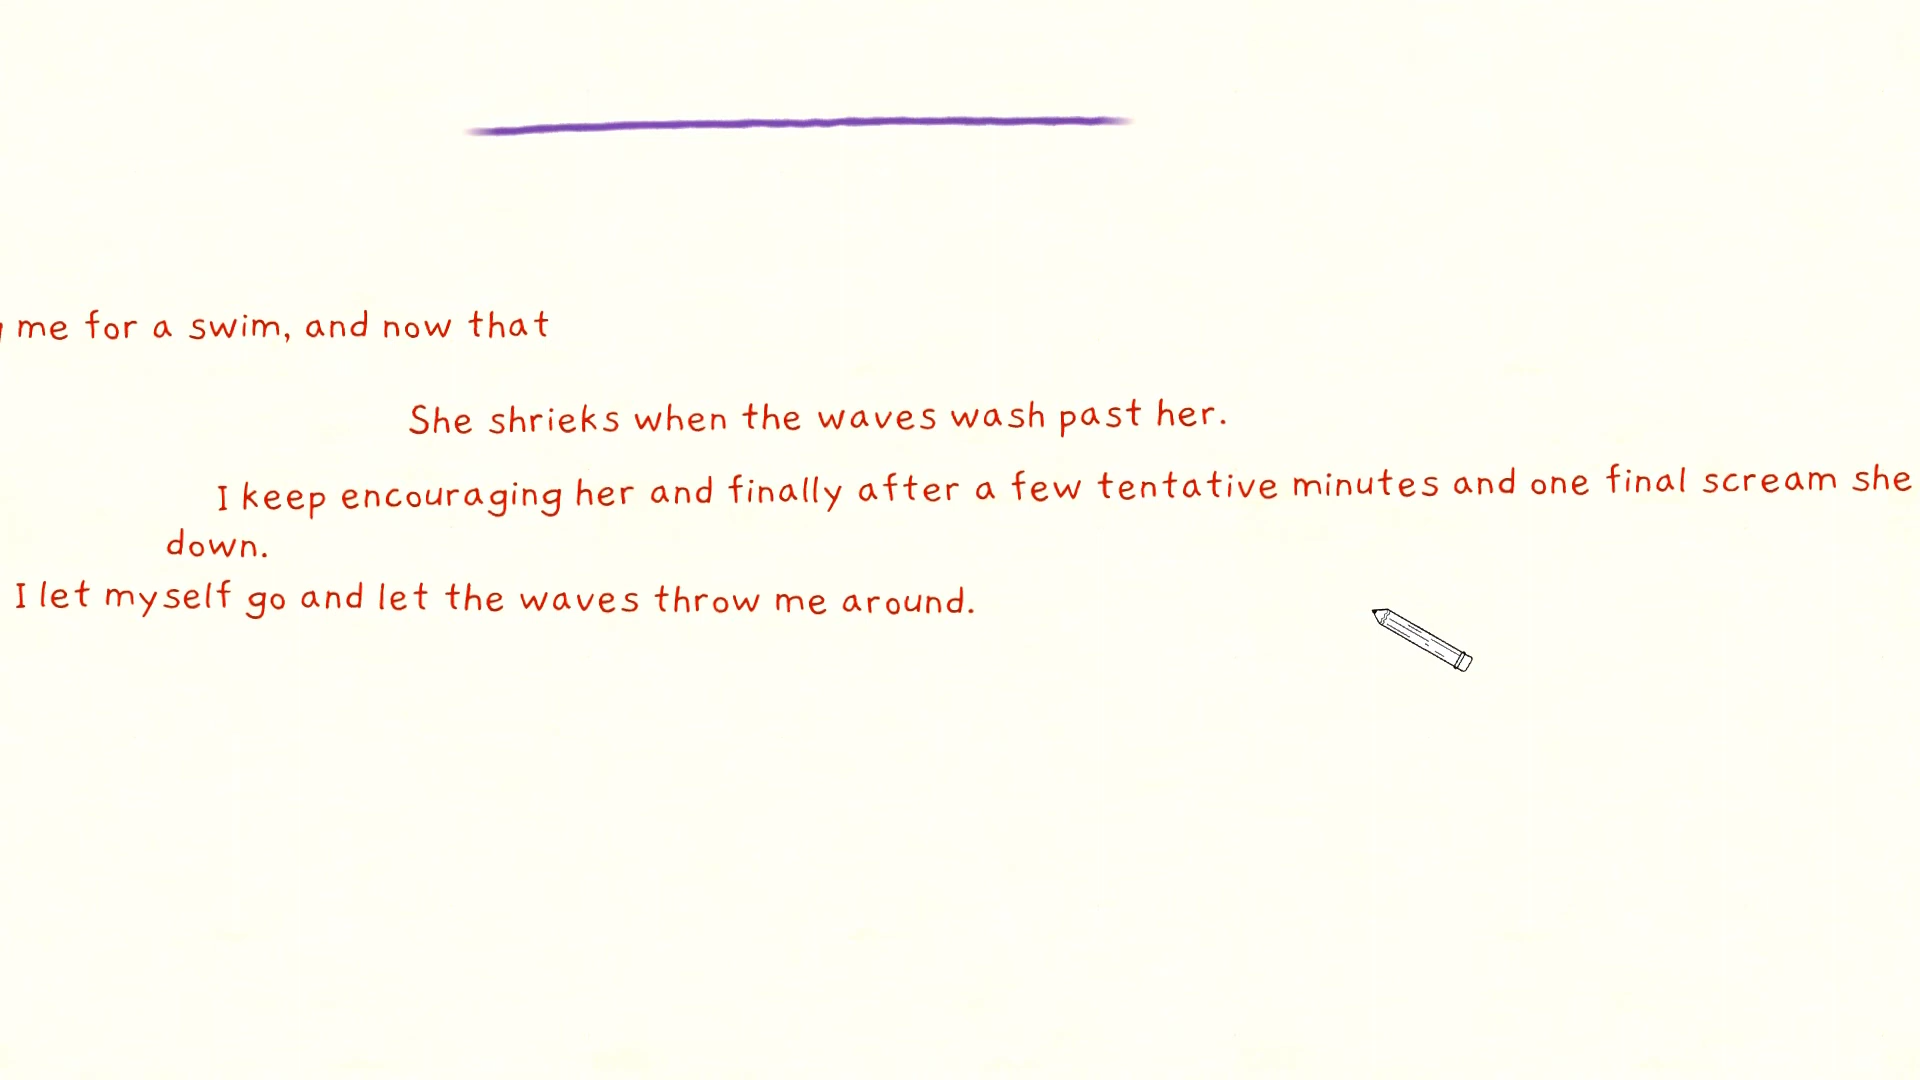 me for a swim, and now that
She shrieks when the waves wash past her.
I keep encouraging her and finally after a few tentative minutes and one final scream she
down.
I let myself go and let the waves throw me around.